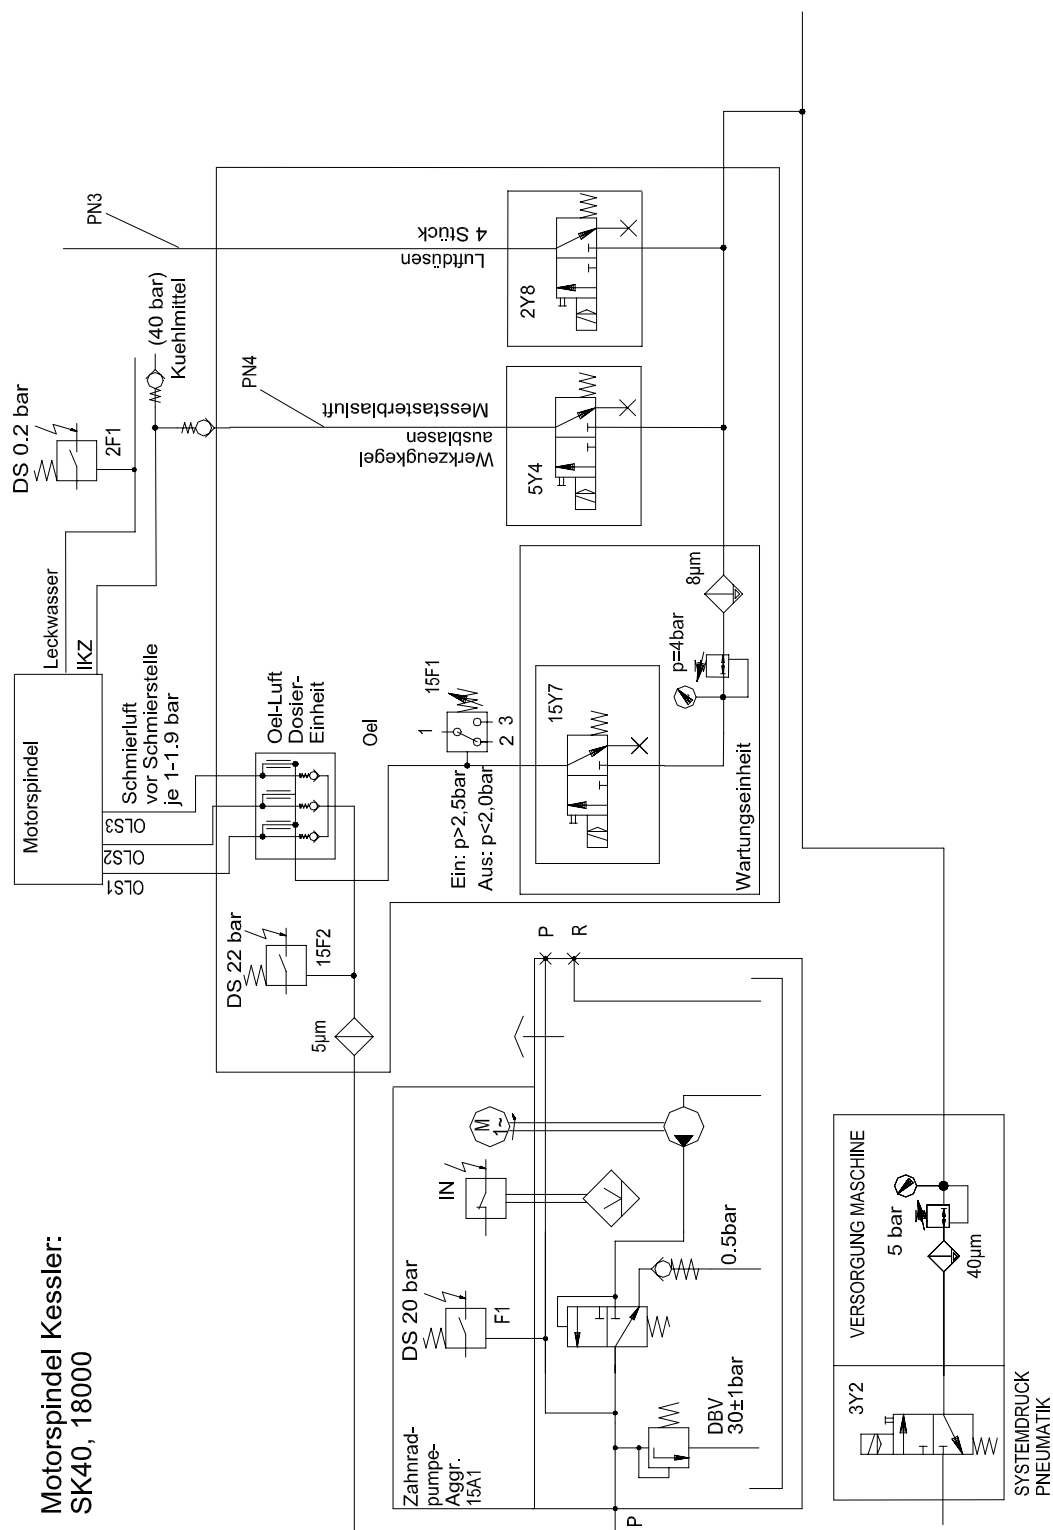 Motorspindel Kessler:
SK40, 18000
Motorspindel
Leckwasser
IKZ
DS 0.2 bar
2F1
(40 bar)
Kuehlmittel
PN3
PN4
OLS1
OLS2
OLS3
Schmierluft
vor Schmierstelle
je 1-1.9 bar
Oel-Luft
Dosier-
Einheit
Oel
DS 22 bar
15F2
5µm
15F1
1
2 3
Ein: p>2,5bar
Aus: p<2,0bar
Werkzeugkegel
ausblasen
Messtasterblasluft
Luftdüsen
4 Stück
15Y7
5Y4
2Y8
p=4bar
8µm
Wartungseinheit
Zahnrad-
pumpe-
Aggr.
15A1
DS 20 bar
F1
IN
M
1~
P
R
P
DBV
30±1bar
0.5bar
3Y2
VERSORGUNG MASCHINE
5 bar
40µm
SYSTEMDRUCK
PNEUMATIK